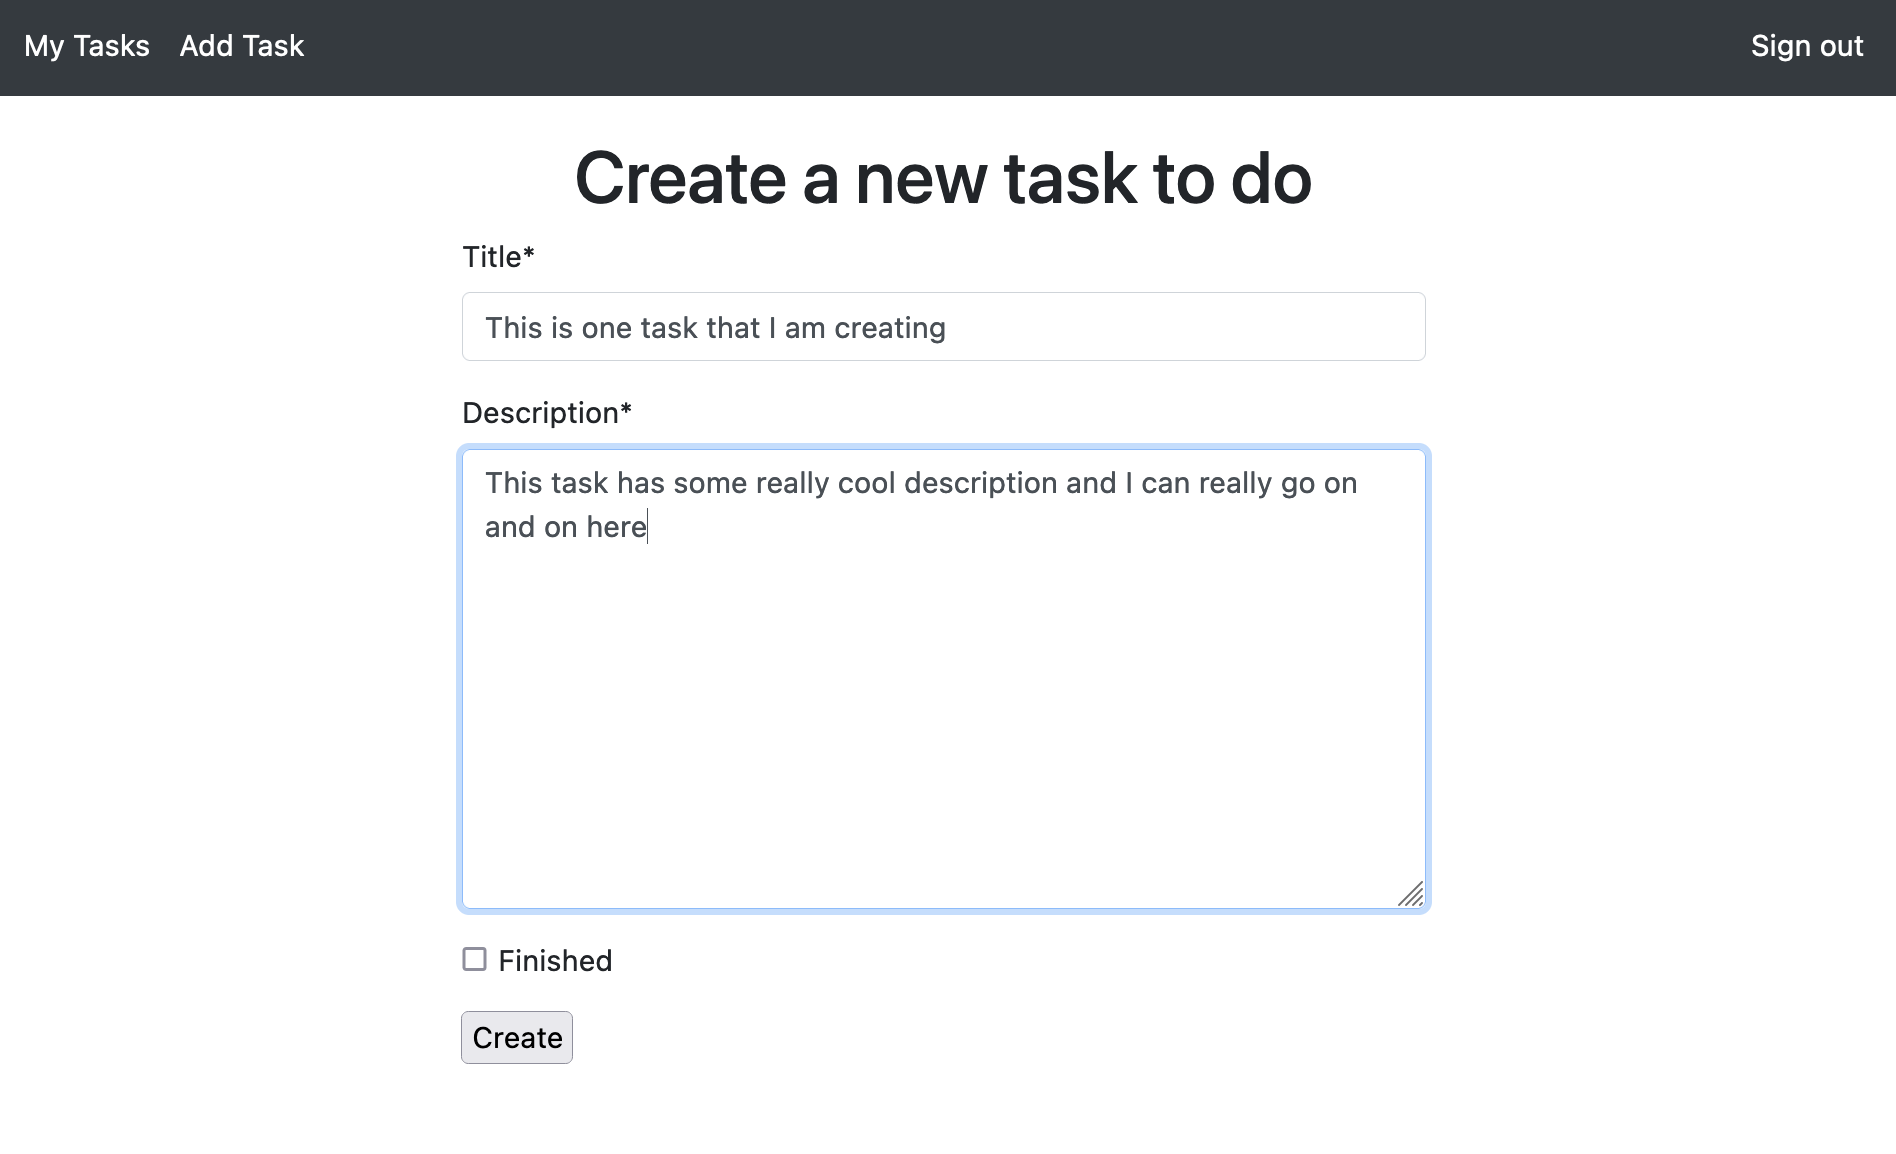 My Tasks Add Task Sign out
Create a new task to do
Title*
This is one task that I am creating
Description*
This task has some really cool description and I can really go on
and on here
Finished
Create